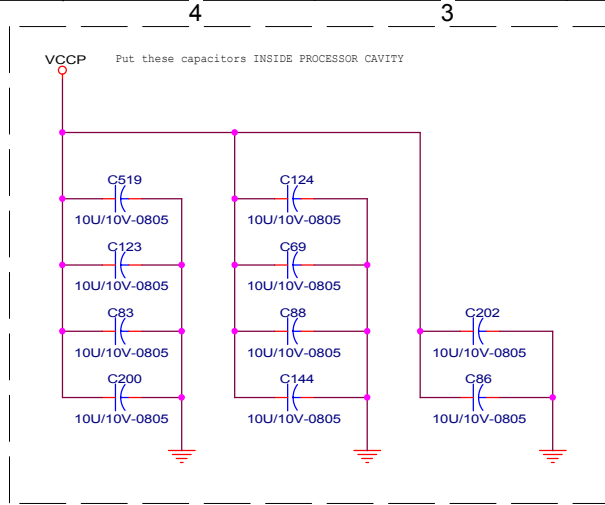 4 3
VCCP Put these capacitors INSIDE PROCESSOR CAVITY
C519 C124
10U/10V-0805 10U/10V-0805
C123 C69
10U/10V-0805 10U/10V-0805
C83 C88 C202
10U/10V-0805 10U/10V-0805 10U/10V-0805
C200 C144 C86
10U/10V-0805 10U/10V-0805 10U/10V-0805